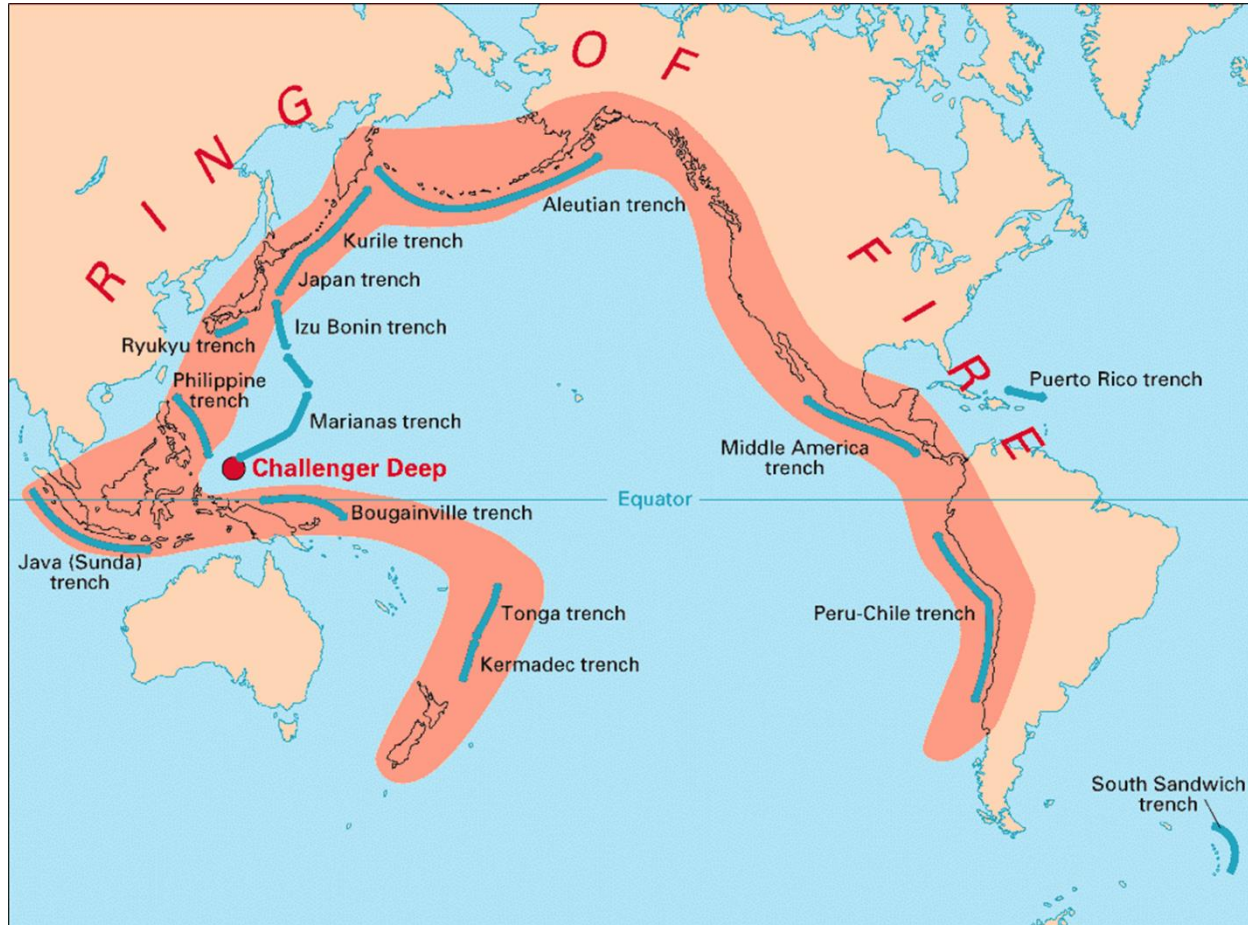 RING OF FIRE
Aleutian trench
Kurile trench
Japan trench
Izu Bonin trench
Ryukyu trench
Philippine
trench
Marianas trench
Challenger Deep
Puerto Rico trench
Middle America
trench
Equator
Bougainville trench
Java (Sunda)
trench
Tonga trench
Kermadec trench
Peru-Chile trench
South Sandwich
trench